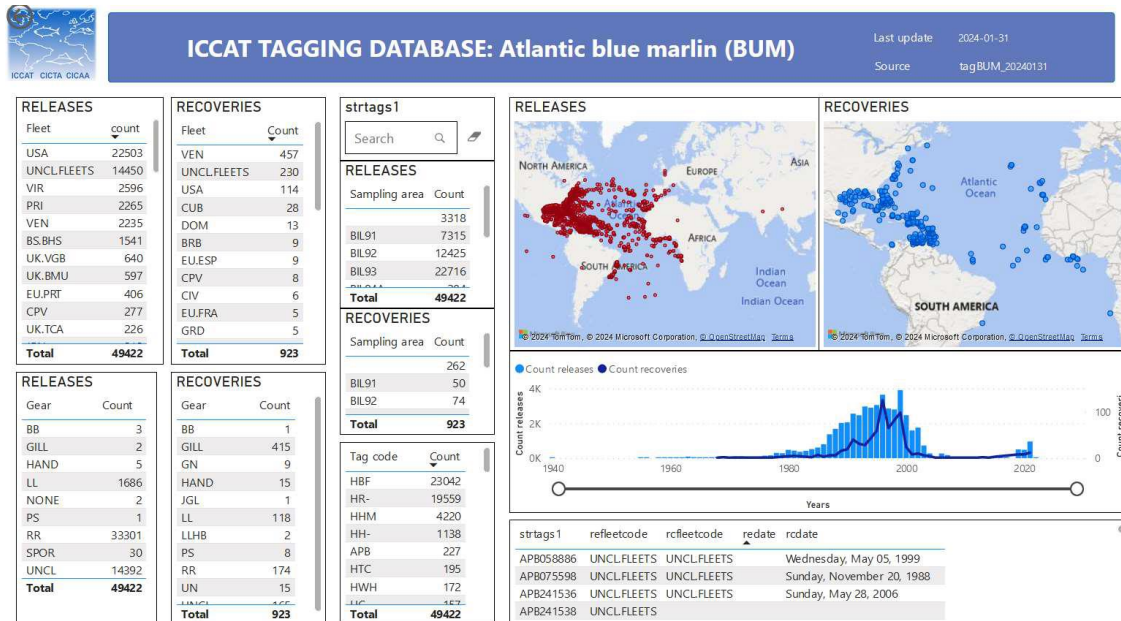 ICCAT CICTA CICAA
ICCAT TAGGING DATABASE: Atlantic blue marlin (BUM)
Last update 2024-01-31
Source tagBUM_20240131
RELEASES
Fleet count
USA 22503
UNCL.FLEETS 14450
VIR 2596
PRI 2265
VEN 2235
BS.BHS 1541
UK.VGB 640
UK.BMU 597
EU.PRT 406
CPV 277
UK.TCA 226
Total 49422
RECOVERIES
Fleet Count
VEN 457
UNCL.FLEETS 230
USA 114
CUB 28
DOM 13
BRB 9
EU.ESP 9
CPV 8
CIV 6
EU.FRA 5
GRD 5
Total 923
strtags1
Search
RELEASES
Sampling area Count
3318
BIL91 7315
BIL92 12425
BIL93 22716
Total 49422
RECOVERIES
Sampling area Count
262
BIL91 50
BIL92 74
Total 923
RELEASES
NORTH AMERICA
EUROPE
ASIA
Atlantic
Ocean
AFRICA
SOUTH AMERICA
Indian
Ocean
Indian Ocean
© 2024 TomTom, © 2024 Microsoft Corporation, © OpenStreetMap Terms
RECOVERIES
Atlantic
Ocean
SOUTH AMERICA
© 2024 TomTom, © 2024 Microsoft Corporation, © OpenStreetMap Terms
RELEASES
Gear Count
BB 3
GILL 2
HAND 5
LL 1686
NONE 2
PS 1
RR 33301
SPOR 30
UNCL 14392
Total 49422
RECOVERIES
Gear Count
BB 1
GILL 415
GN 9
HAND 15
JGL 1
LL 118
LLHB 2
PS 8
RR 174
UN 15
Total 923
Tag code Count
HBF 23042
HR- 19559
HHM 4220
HH- 1138
APB 227
HTC 195
HWH 172
Total 49422
Count releases Count recoveries
Count releases
4K
2K
0K
100
0
1940 1960 1980 2000 2020
Years
strtags1 refleetcode rcfleetcode redate rcdate
APB058886 UNCL.FLEETS UNCL.FLEETS Wednesday, May 05, 1999
APB075598 UNCL.FLEETS UNCL.FLEETS Sunday, November 20, 1988
APB241536 UNCL.FLEETS UNCL.FLEETS Sunday, May 28, 2006
APB241538 UNCL.FLEETS